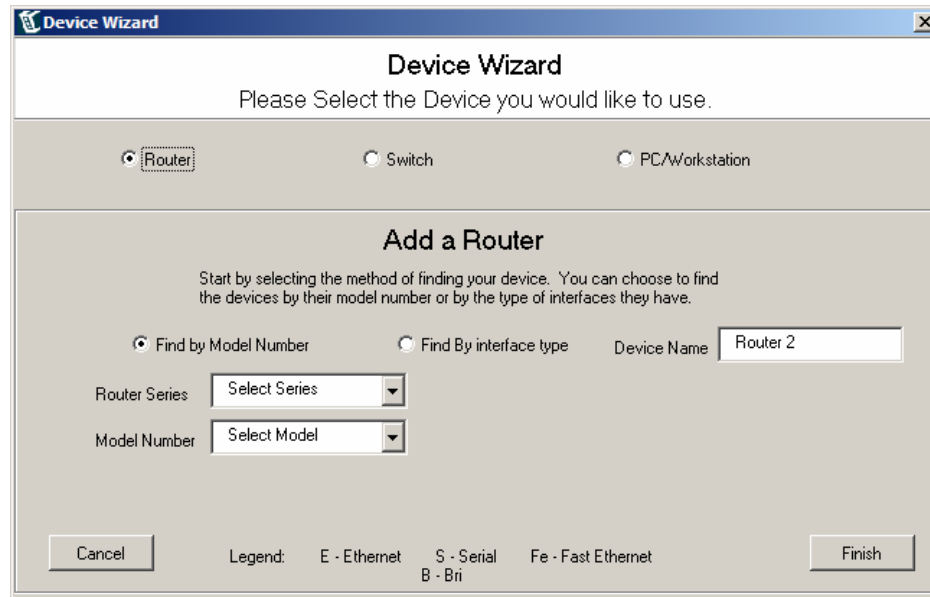 Device Wizard
Device Wizard
Please Select the Device you would like to use.
Router Switch PC/Workstation
Add a Router
Start by selecting the method of finding your device. You can choose to find
the devices by their model number or by the type of interfaces they have.
Find by Model Number Find By interface type Device Name Router 2
Router Series Select Series
Model Number Select Model
Cancel Legend: E - Ethernet S - Serial Fe - Fast Ethernet Finish
B - Bri